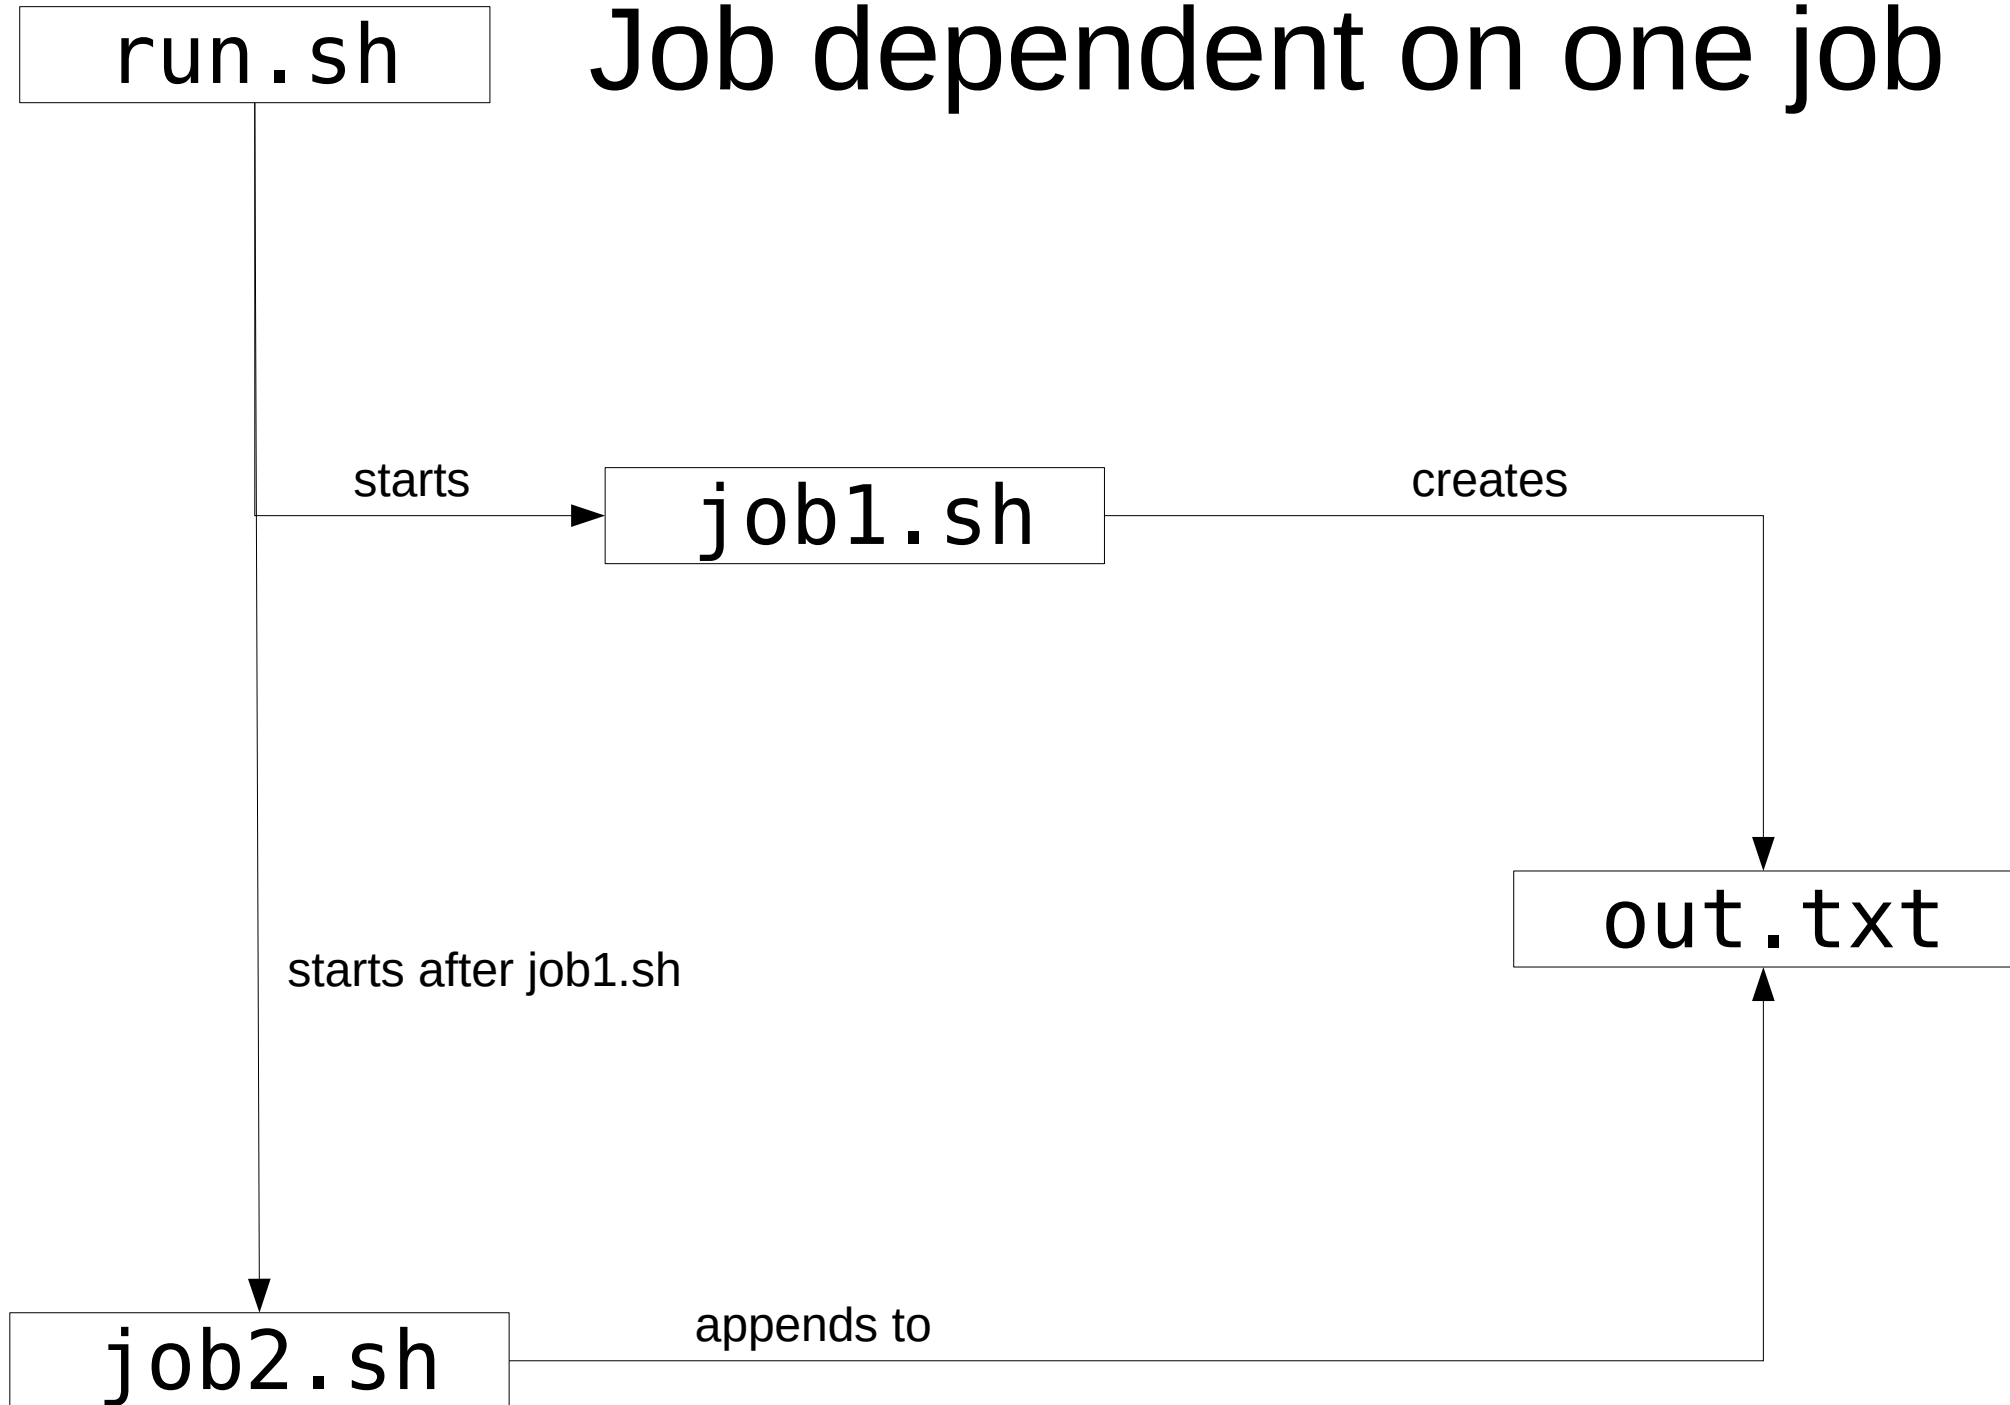 run.sh
Job dependent on one job
starts
job1.sh
creates
out.txt
starts after job1.sh
job2.sh
appends to